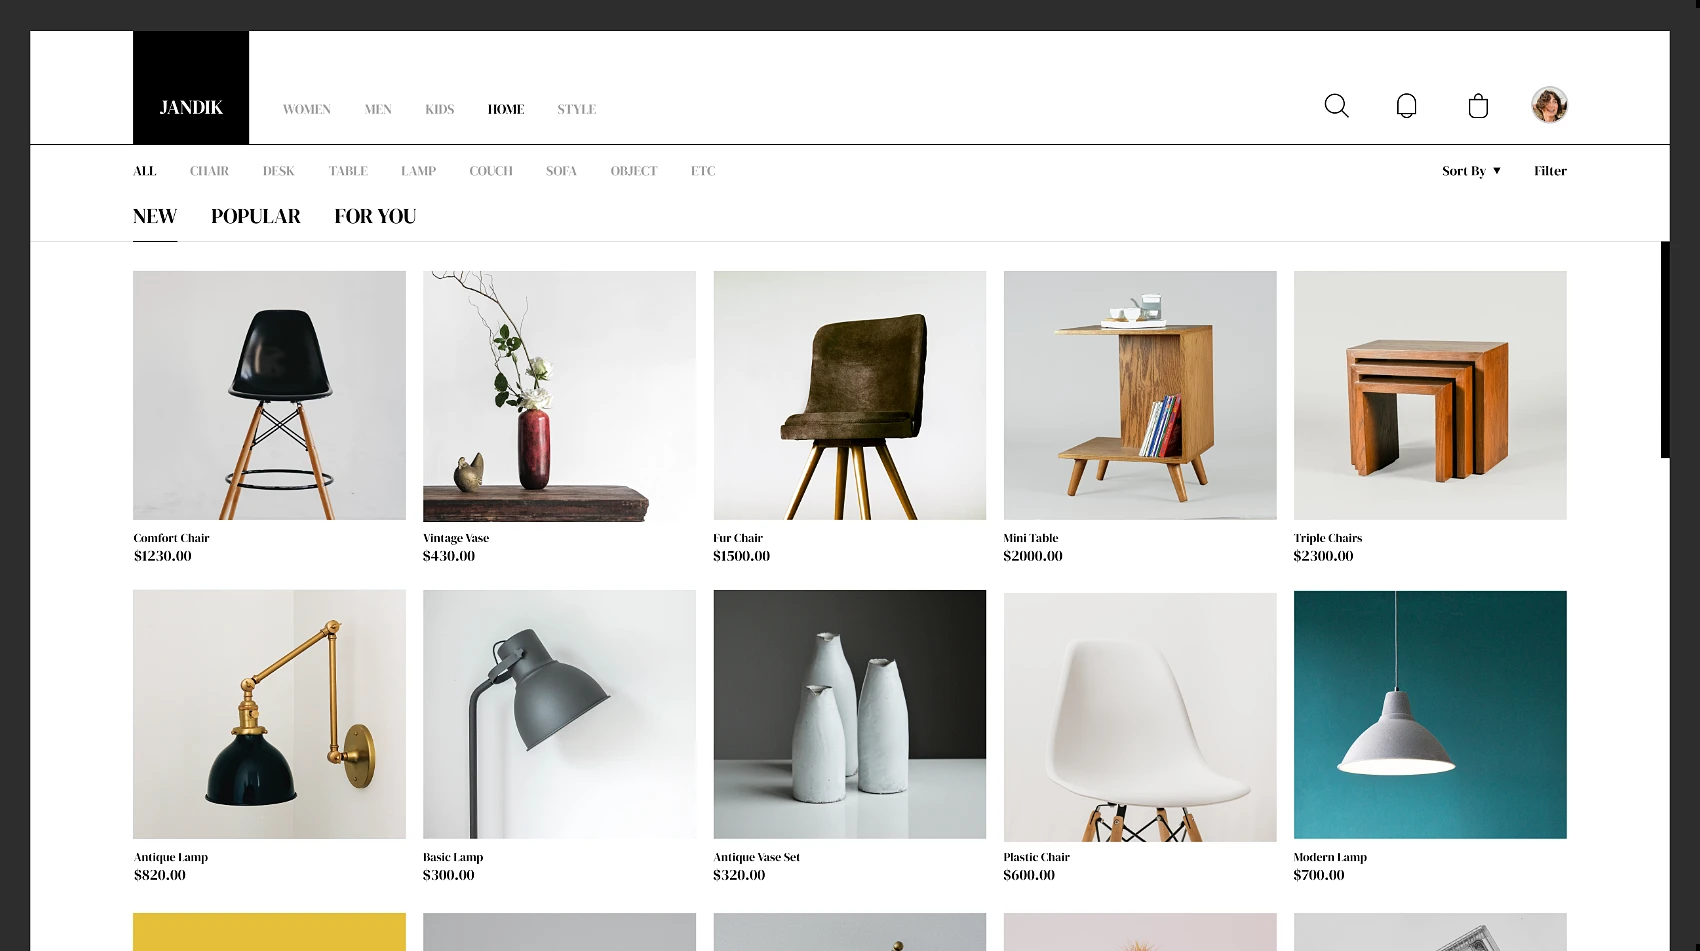 JANDIK WOMEN MEN KIDS HOME STYLE
ALL CHAIR DESK TABLE LAMP COUCH SOFA OBJECT ETC Sort By ▼ Filter
NEW POPULAR FOR YOU
Comfort Chair
$1230.00
Vintage Vase
$430.00
Fur Chair
$1500.00
Mini Table
$2000.00
Triple Chairs
$2300.00
Antique Lamp
$820.00
Basic Lamp
$300.00
Antique Vase Set
$320.00
Plastic Chair
$600.00
Modern Lamp
$700.00